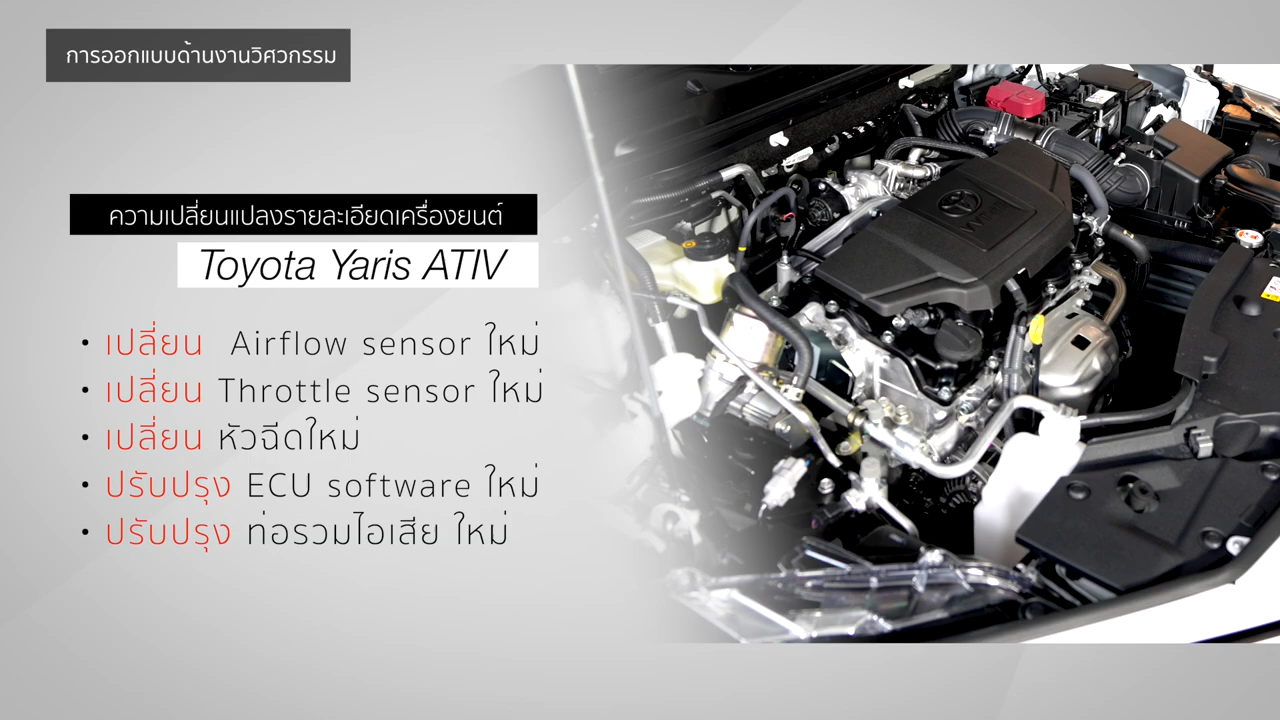 การออกแบบด้านงานวิศวกรรม
ความเปลี่ยนแปลงรายละเอียดเครื่องยนต์
Toyota Yaris ATIV
• เปลี่ยน Airflow sensor ใหม่
• เปลี่ยน Throttle sensor ใหม่
• เปลี่ยน หัวฉีดใหม่
• ปรับปรุง ECU software ใหม่
• ปรับปรุง ท่อรวมไอเสีย ใหม่